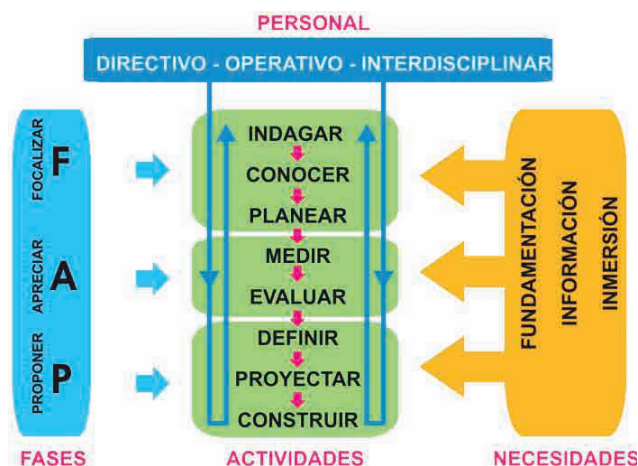 PERSONAL
DIRECTIVO - OPERATIVO - INTERDISCIPLINAR
FOCALIZAR
F
APRECIAR
A
PROPONER
P
INDAGAR
CONOCER
PLANEAR
MEDIR
EVALUAR
DEFINIR
PROYECTAR
CONSTRUIR
FUNDAMENTACIÓN
INFORMACIÓN
INMERSIÓN
FASES
ACTIVIDADES
NECESIDADES